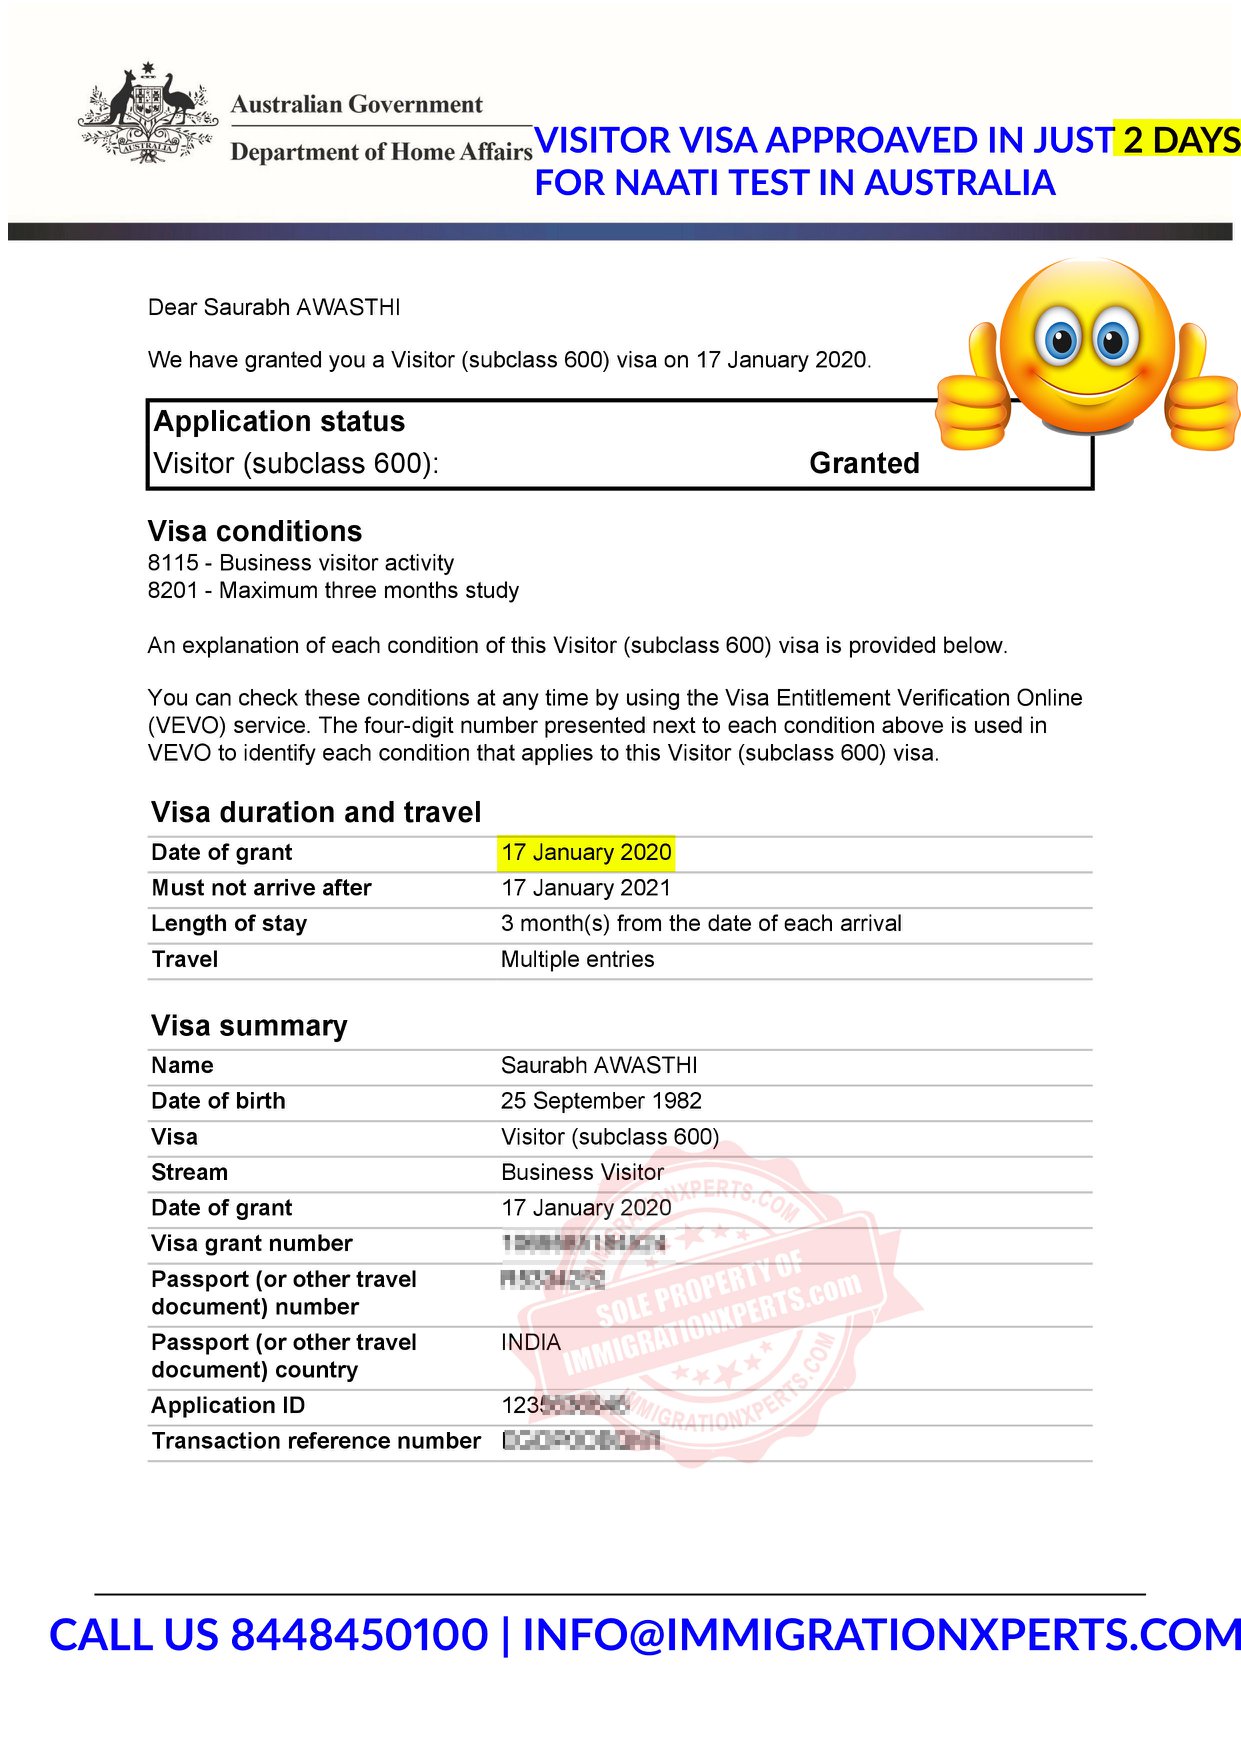 Australian Government
Department of Home Affairs
VISITOR VISA APPROAVED IN JUST 2 DAYS
FOR NAATI TEST IN AUSTRALIA
AUSTRALIA
Dear Saurabh AWASTHI
We have granted you a Visitor (subclass 600) visa on 17 January 2020.
Application status
Visitor (subclass 600): Granted
Visa conditions
8115 - Business visitor activity
8201 - Maximum three months study
An explanation of each condition of this Visitor (subclass 600) visa is provided below.
You can check these conditions at any time by using the Visa Entitlement Verification Online
(VEVO) service. The four-digit number presented next to each condition above is used in
VEVO to identify each condition that applies to this Visitor (subclass 600) visa.
Visa duration and travel
Date of grant 17 January 2020
Must not arrive after 17 January 2021
Length of stay 3 month(s) from the date of each arrival
Travel Multiple entries
Visa summary
Name Saurabh AWASTHI
Date of birth 25 September 1982
Visa Visitor (subclass 600)
Stream Business Visitor
Date of grant 17 January 2020
Visa grant number
Passport (or other travel
document) number
Passport (or other travel
document) country INDIA
Application ID 123
Transaction reference number
IMMIGRATIONXPERTS.COM
SOLE PROPERTY OF
IMMIGRATIONXPERTS.com
IMMIGRATIONXPERTS.COM
CALL US 8448450100 | INFO@IMMIGRATIONXPERTS.COM